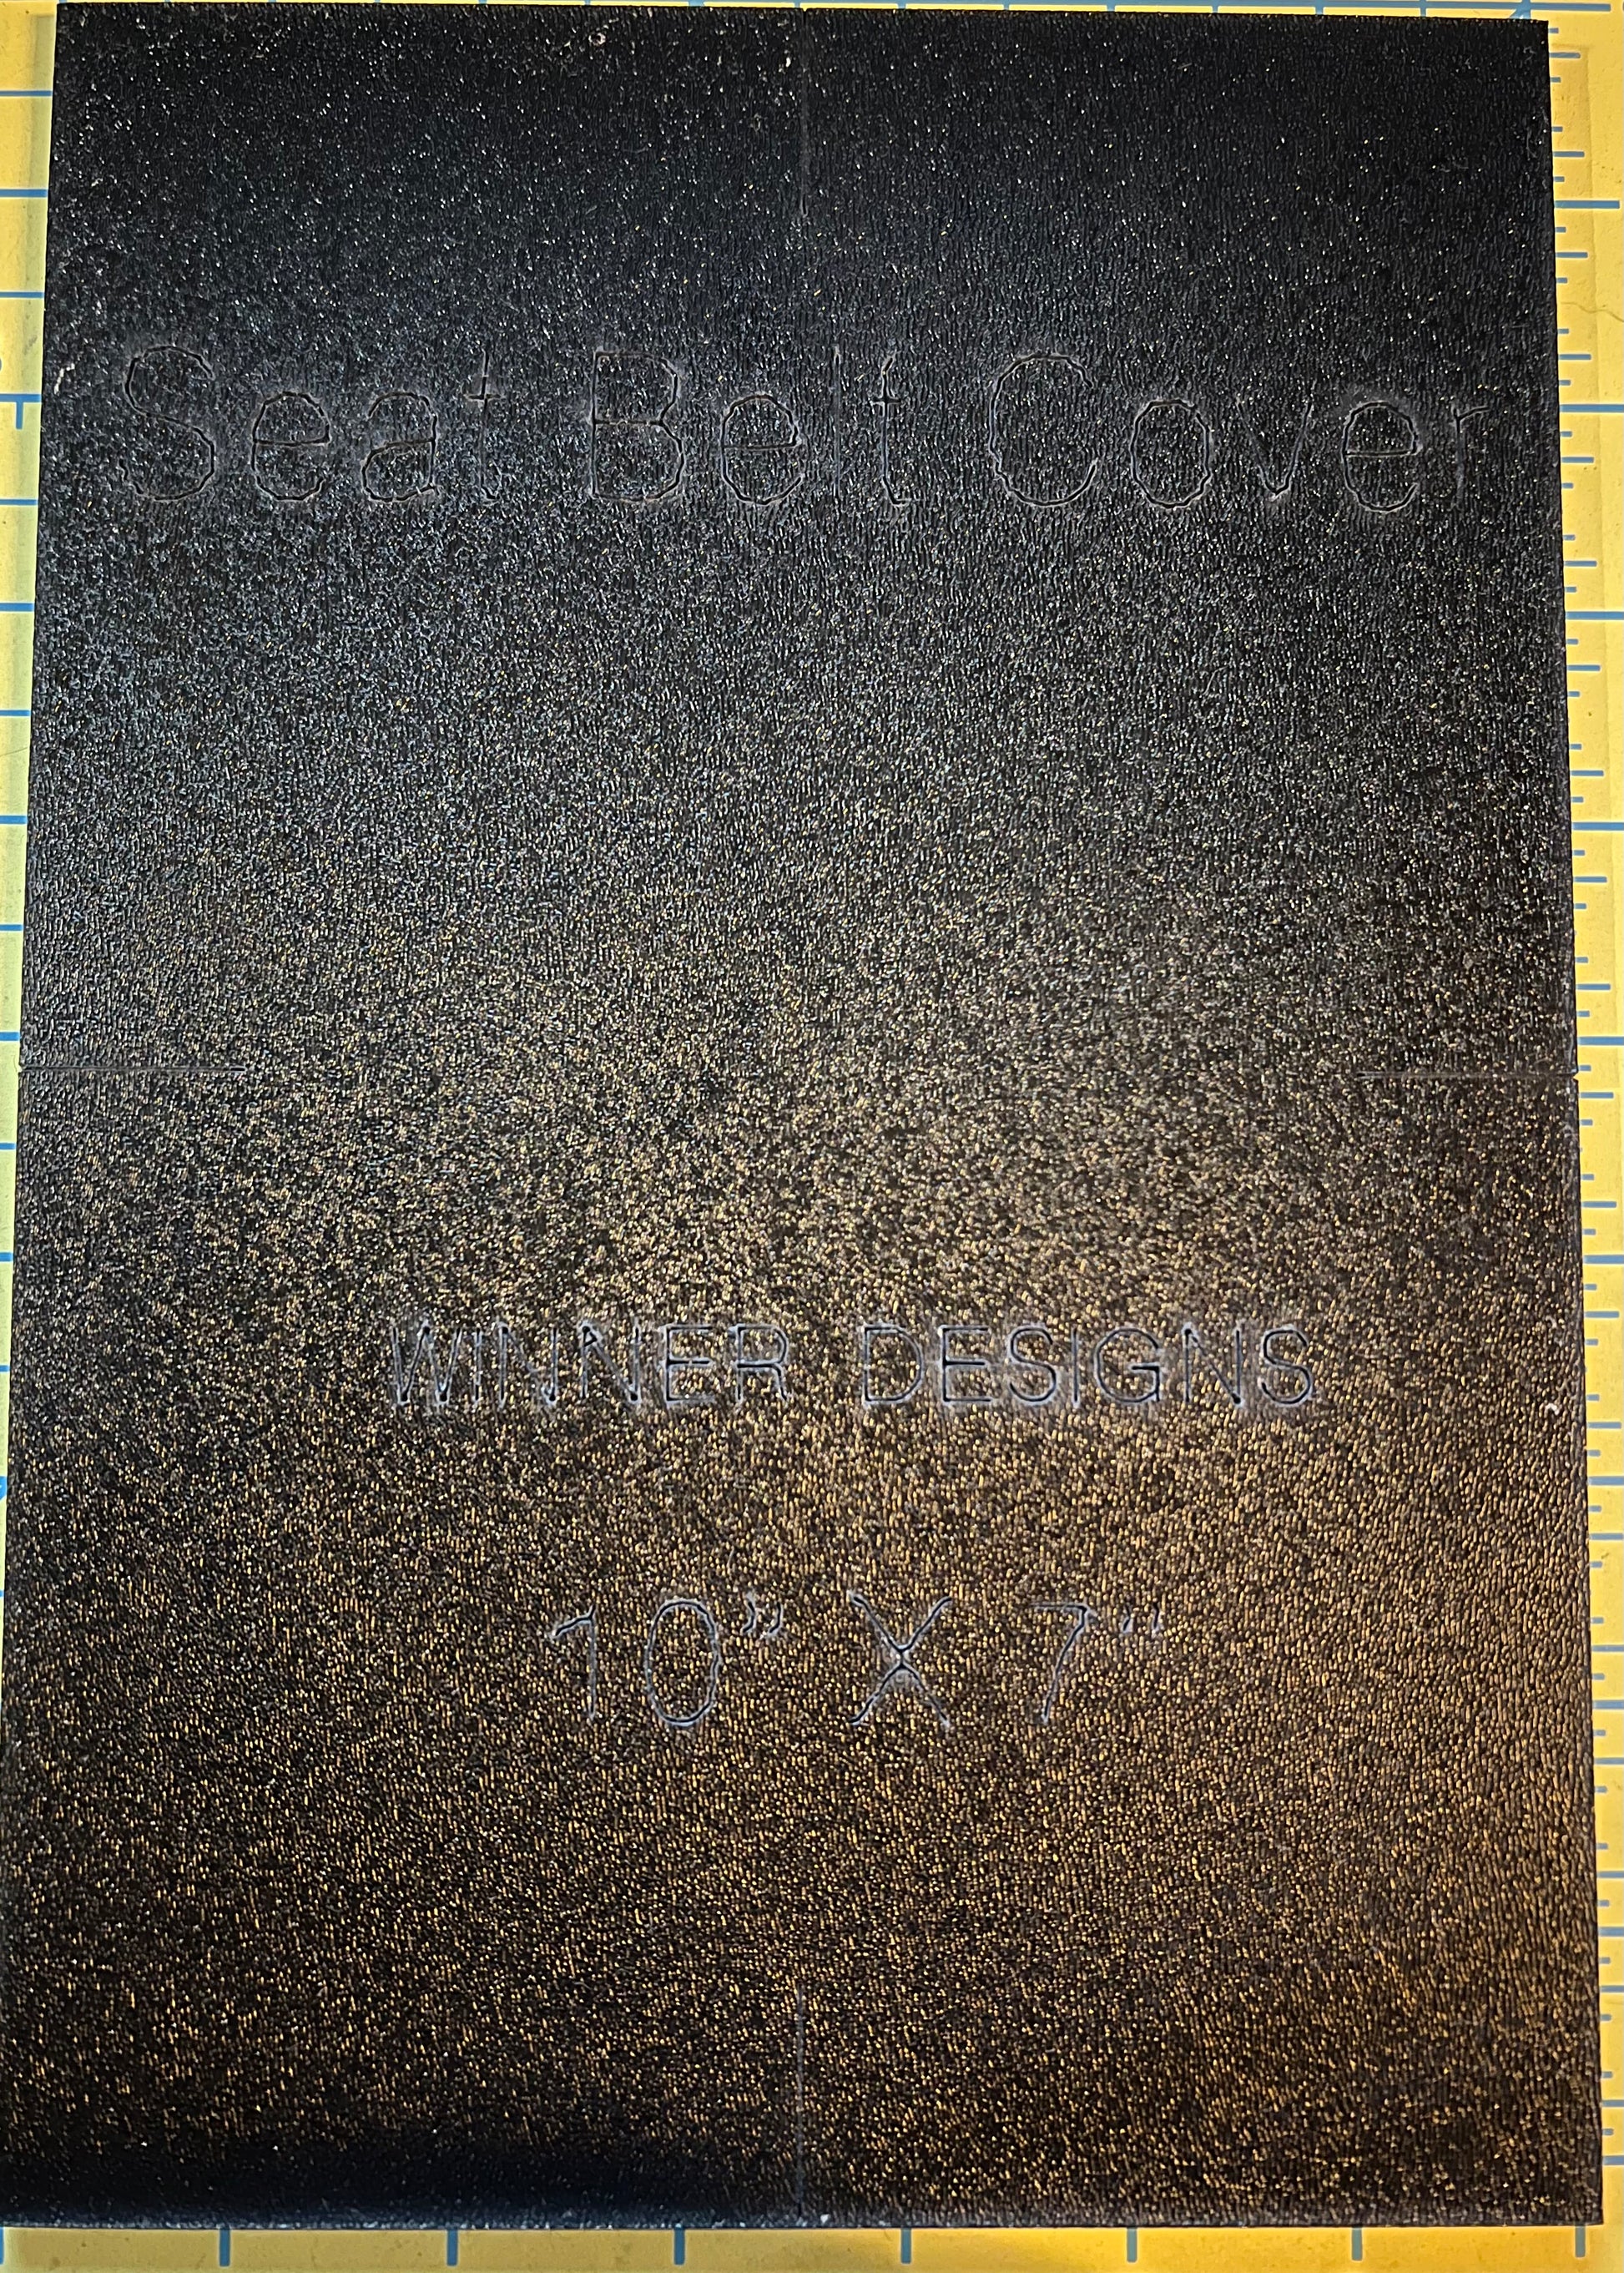 Seat Belt Cover
WINNER DESIGNS
10" X 7"